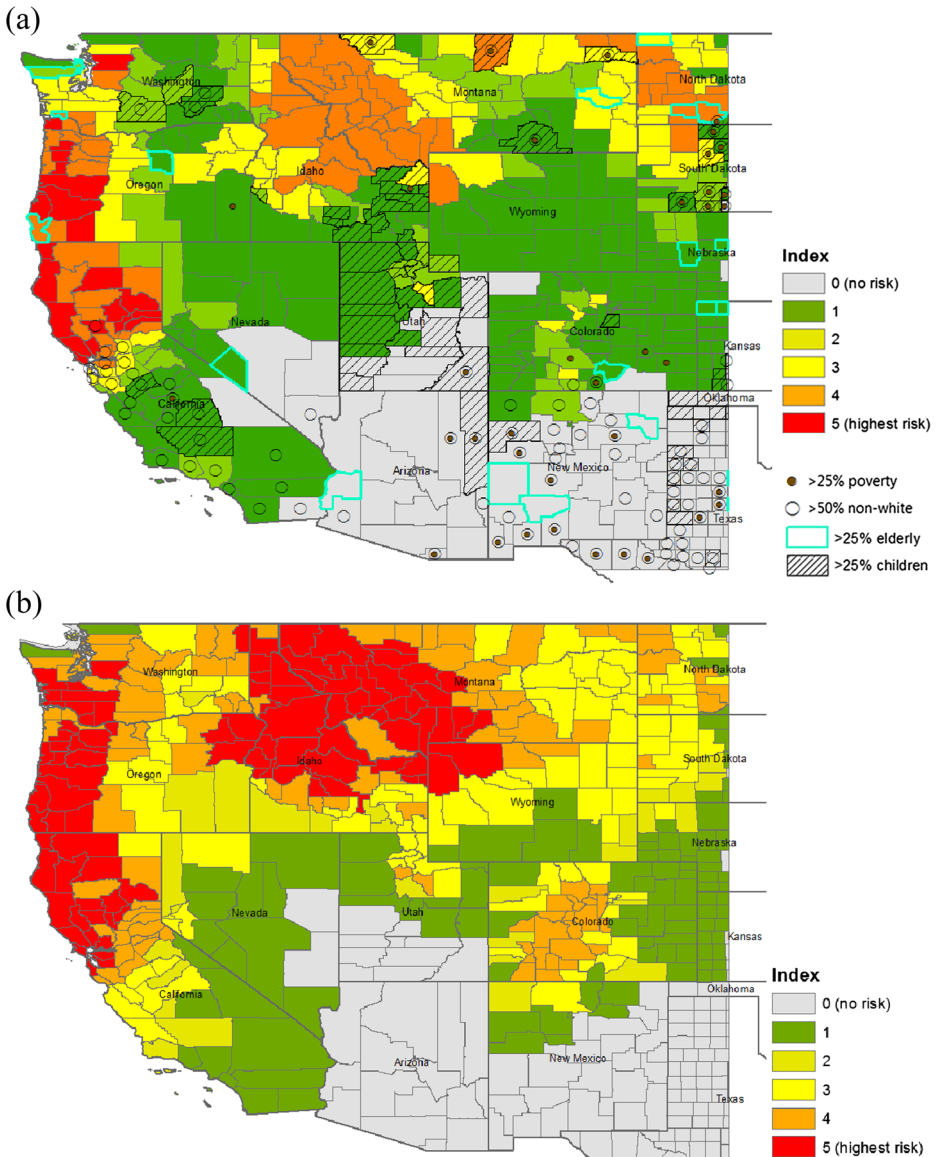 (a)
Washington
Montana
North Dakota
Idaho
Oregon
South Dakota
Wyoming
Nebraska
Index
0 (no risk)
1
2
3
4
5 (highest risk)
Nevada
Utah
Colorado
Kansas
California
Oklahoma
Arizona
New Mexico
Texas
>25% poverty
>50% non-white
>25% elderly
>25% children
(b)
Washington
Montana
North Dakota
Idaho
Oregon
South Dakota
Wyoming
Nebraska
Nevada
Utah
Colorado
Kansas
Index
0 (no risk)
1
2
3
4
5 (highest risk)
California
Oklahoma
Arizona
New Mexico
Texas